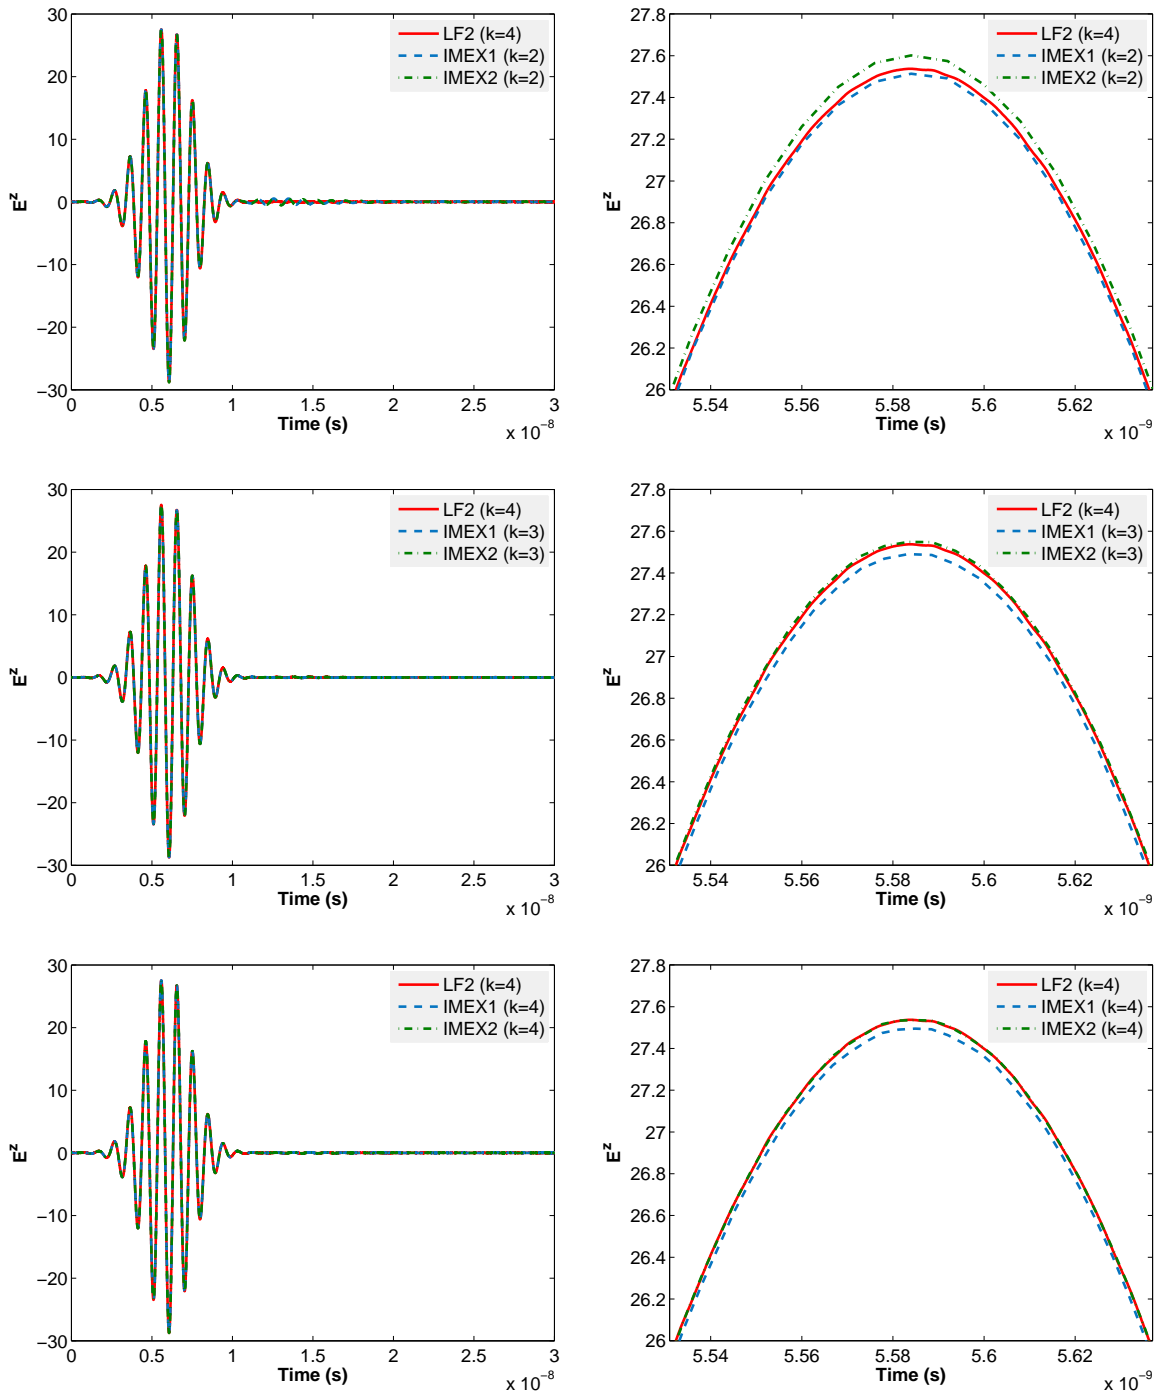 30
20
10
0
−10
−20
−30
E^z
LF2 (k=4)
IMEX1 (k=2)
IMEX2 (k=2)
0 0.5 1 1.5 2 2.5 3
Time (s)
x 10^−8
27.8
27.6
27.4
27.2
27
26.8
26.6
26.4
26.2
26
E^z
LF2 (k=4)
IMEX1 (k=2)
IMEX2 (k=2)
5.54 5.56 5.58 5.6 5.62
Time (s)
x 10^−9
30
20
10
0
−10
−20
−30
E^z
LF2 (k=4)
IMEX1 (k=3)
IMEX2 (k=3)
0 0.5 1 1.5 2 2.5 3
Time (s)
x 10^−8
27.8
27.6
27.4
27.2
27
26.8
26.6
26.4
26.2
26
E^z
LF2 (k=4)
IMEX1 (k=3)
IMEX2 (k=3)
5.54 5.56 5.58 5.6 5.62
Time (s)
x 10^−9
30
20
10
0
−10
−20
−30
E^z
LF2 (k=4)
IMEX1 (k=4)
IMEX2 (k=4)
0 0.5 1 1.5 2 2.5 3
Time (s)
x 10^−8
27.8
27.6
27.4
27.2
27
26.8
26.6
26.4
26.2
26
E^z
LF2 (k=4)
IMEX1 (k=4)
IMEX2 (k=4)
5.54 5.56 5.58 5.6 5.62
Time (s)
x 10^−9